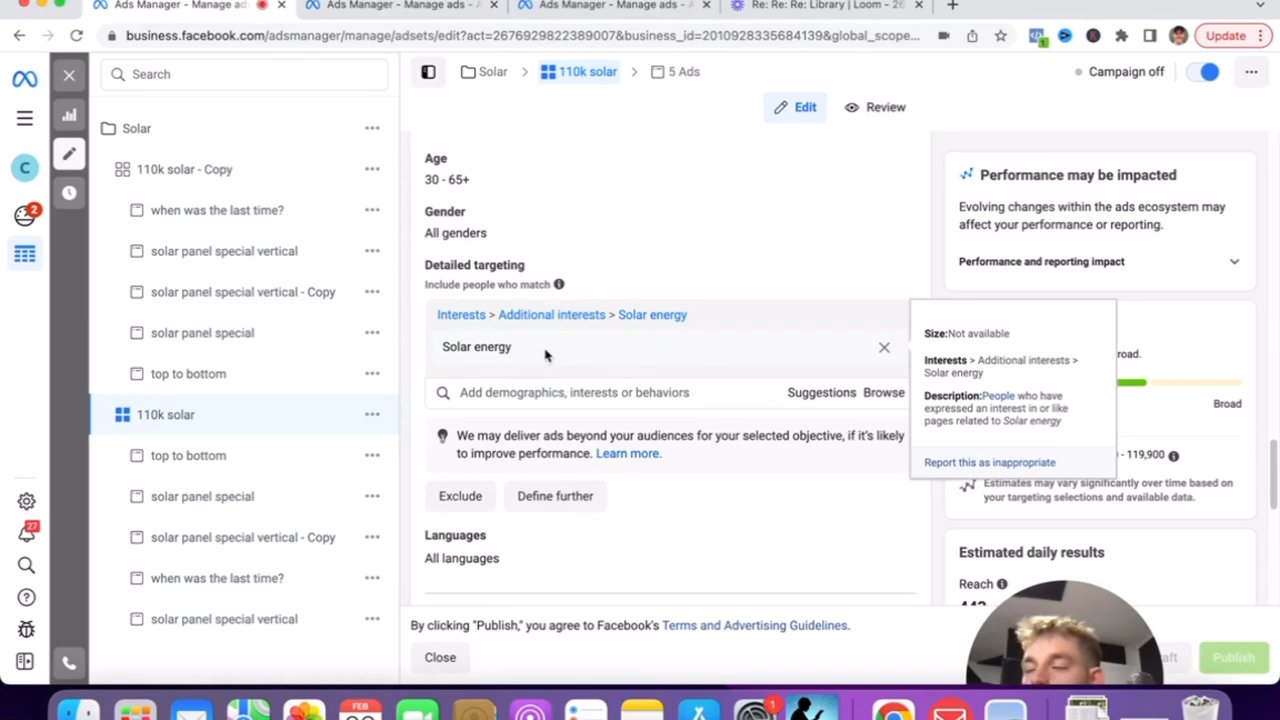 Ads Manager - Manage ads -
Ads Manager - Manage ads - A
Ads Manager - Manage ads - A
Re: Re: Re: Library | Loom - 26
business.facebook.com/adsmanager/manage/adsets/edit?act=2676929822389007&business_id=2010928335684139&global_scope...
Update
Search
Solar
110k solar
5 Ads
Campaign off
Edit
Review
Solar
110k solar - Copy
when was the last time?
solar panel special vertical
solar panel special vertical - Copy
solar panel special
top to bottom
110k solar
top to bottom
solar panel special
solar panel special vertical - Copy
when was the last time?
solar panel special vertical
C
2
27
Age
30 - 65+
Gender
All genders
Detailed targeting
Include people who match
Interests > Additional interests > Solar energy
Solar energy
Add demographics, interests or behaviors
Suggestions
Browse
We may deliver ads beyond your audiences for your selected objective, if it's likely
to improve performance. Learn more.
Exclude
Define further
Languages
All languages
Performance may be impacted
Evolving changes within the ads ecosystem may
affect your performance or reporting.
Performance and reporting impact
Size:Not available
Interests > Additional interests >
Solar energy
Description:People who have
expressed an interest in or like
pages related to Solar energy
Report this as inappropriate
road.
Broad
- 119,900
Estimates may vary significantly over time based on
your targeting selections and available data.
Estimated daily results
Reach
By clicking "Publish," you agree to Facebook's Terms and Advertising Guidelines.
Close
aft
Publish
FEB
1